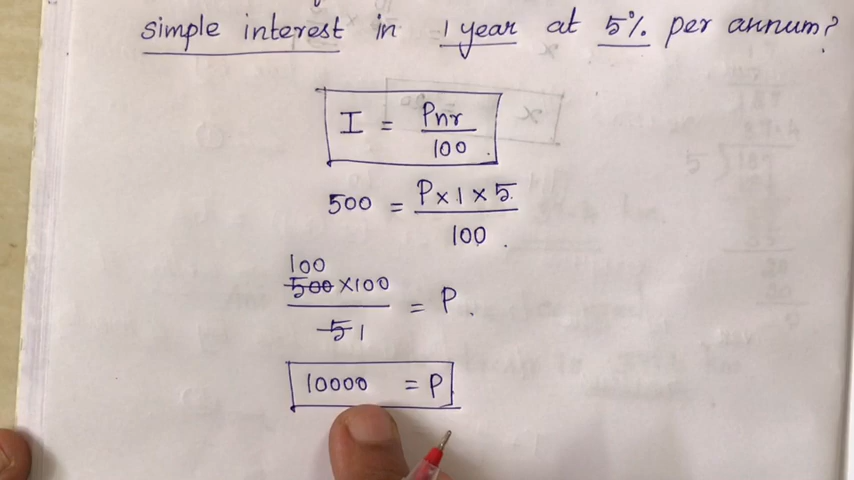 simple interest in 1 year at 5% per annum?
I = Pnr / 100
500 = P x 1 x 5 / 100.
100
500 x 100 / 5 1 = P.
10000 = P